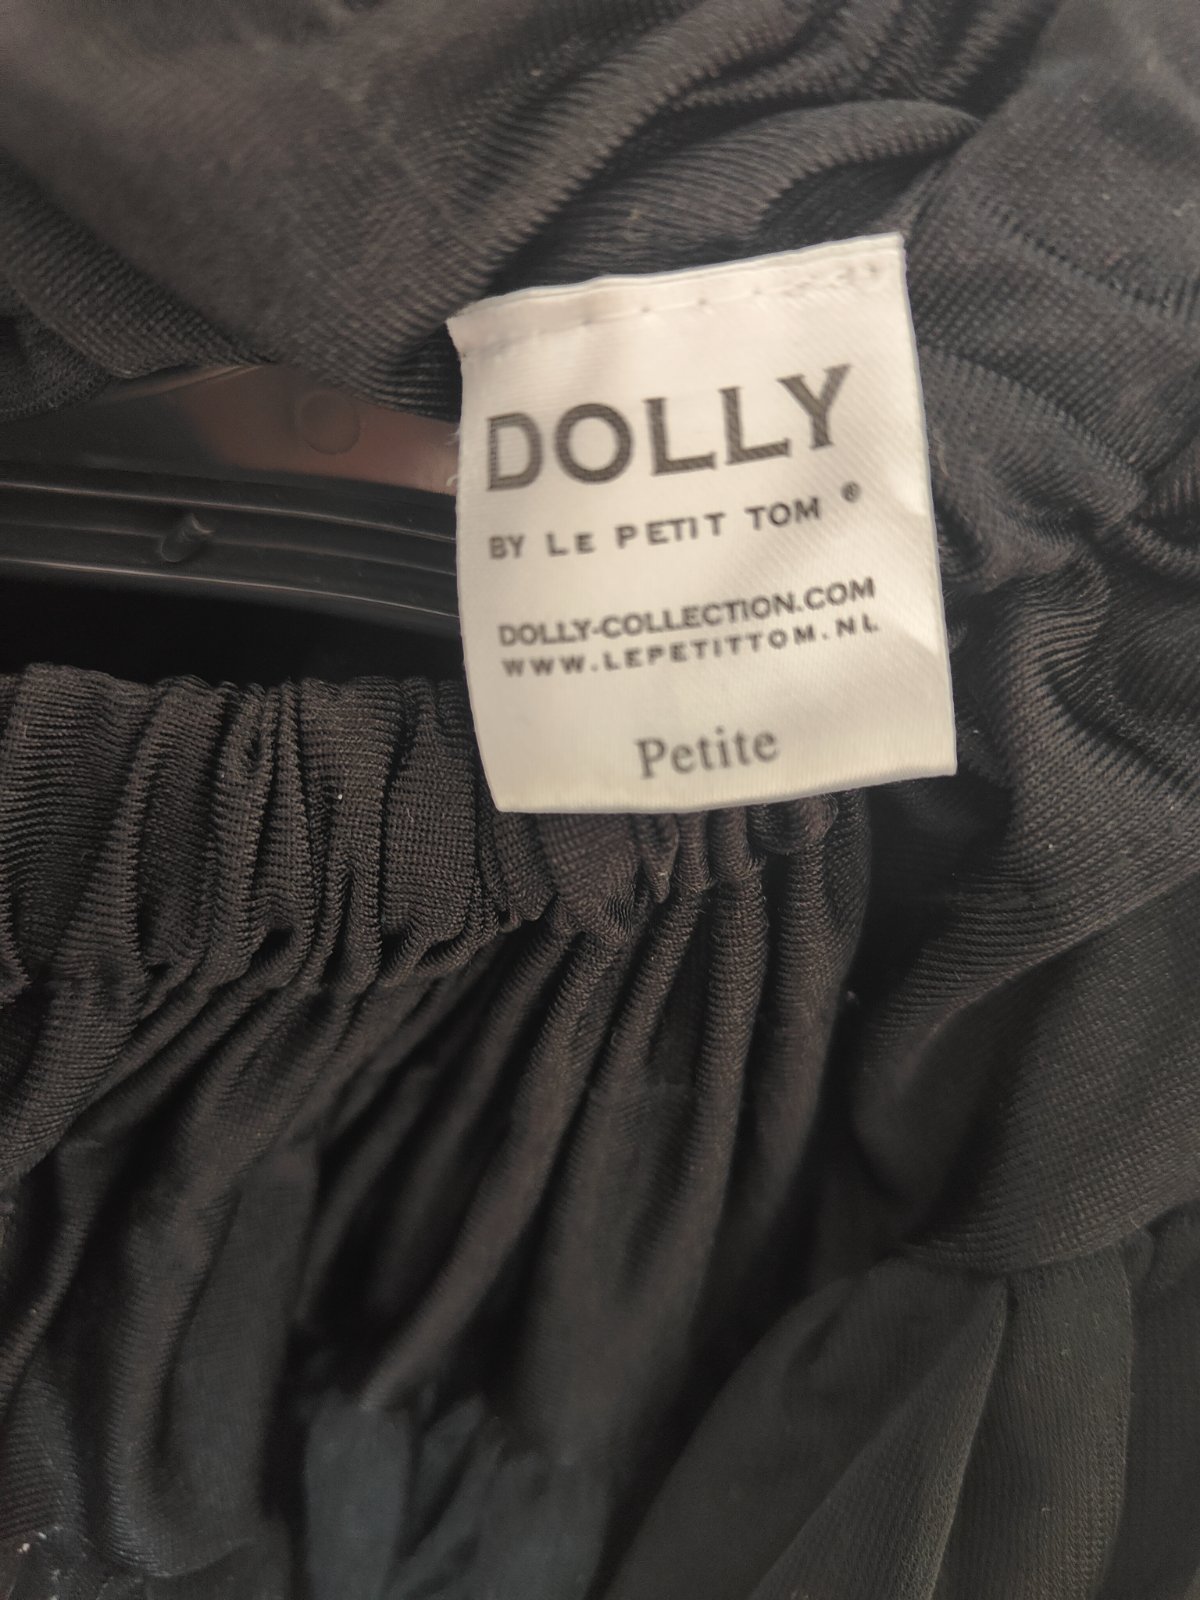 DOLLY
BY LE PETIT TOM ®
DOLLY-COLLECTION.COM
WWW.LEPETITTOM.NL
Petite